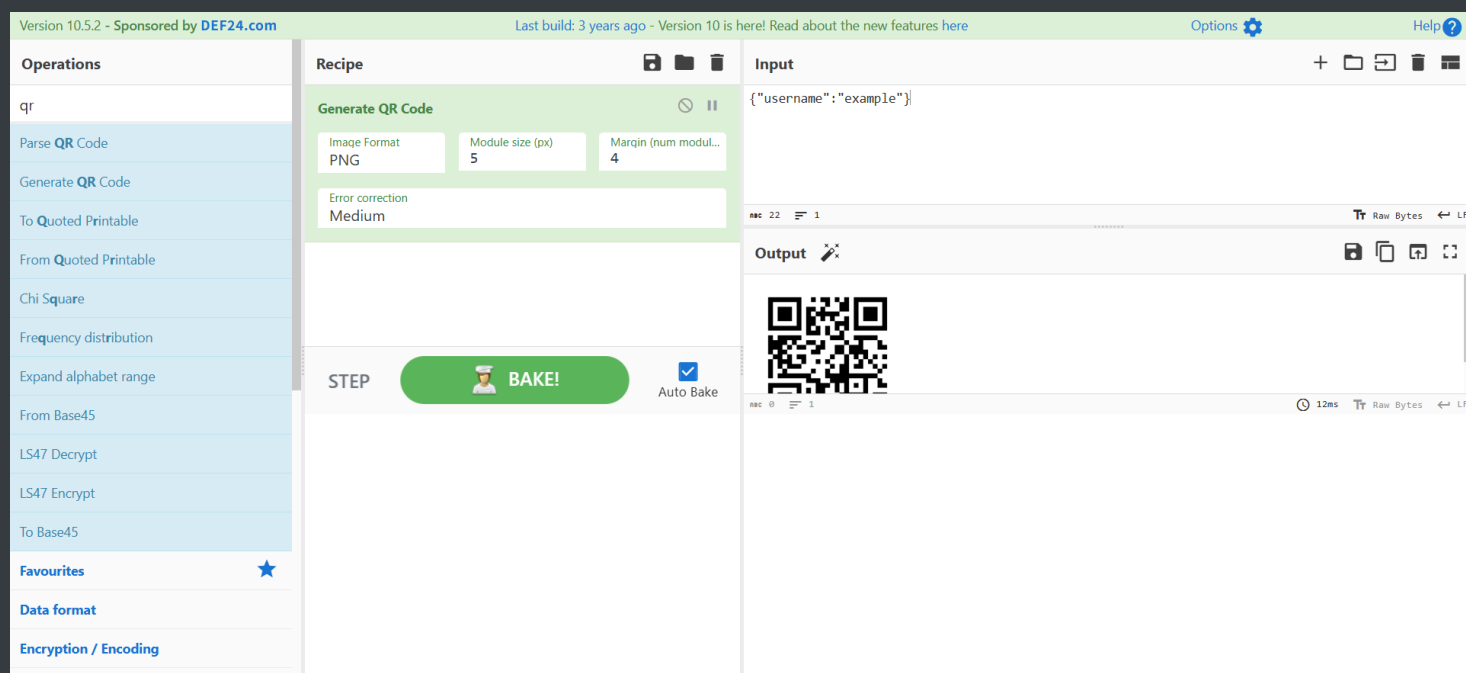 Version 10.5.2 - Sponsored by DEF24.com
Last build: 3 years ago - Version 10 is here! Read about the new features here
Options
Help
Operations
qr
Parse QR Code
Generate QR Code
To Quoted Printable
From Quoted Printable
Chi Square
Frequency distribution
Expand alphabet range
From Base45
LS47 Decrypt
LS47 Encrypt
To Base45
Favourites
Data format
Encryption / Encoding
Recipe
Generate QR Code
Image Format
PNG
Module size (px)
5
Margin (num modul...
4
Error correction
Medium
STEP
BAKE!
Auto Bake
Input
{"username":"example"}
ABC 22 1
Tт Raw Bytes LF
Output
ABC 0 1
12ms Tт Raw Bytes LF